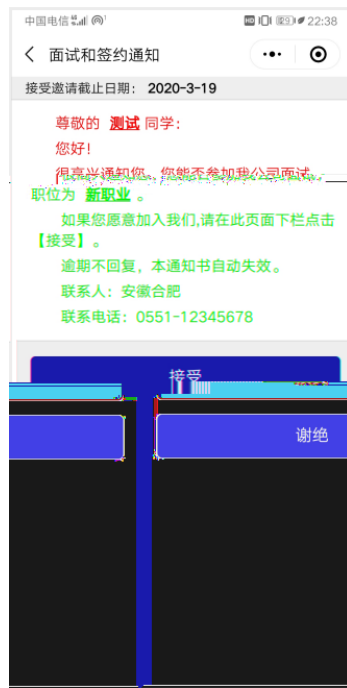 中国电信 22:38
面试和签约通知
接受邀请截止日期： 2020-3-19
尊敬的 测试 同学：
您好！
很高兴通知您。您能否参加我公司面试
职位为 新职业 。
如果您愿意加入我们,请在此页面下栏点击
【接受】。
逾期不回复，本通知书自动失效。
联系人：安徽合肥
联系电话：0551-12345678
接受
谢绝